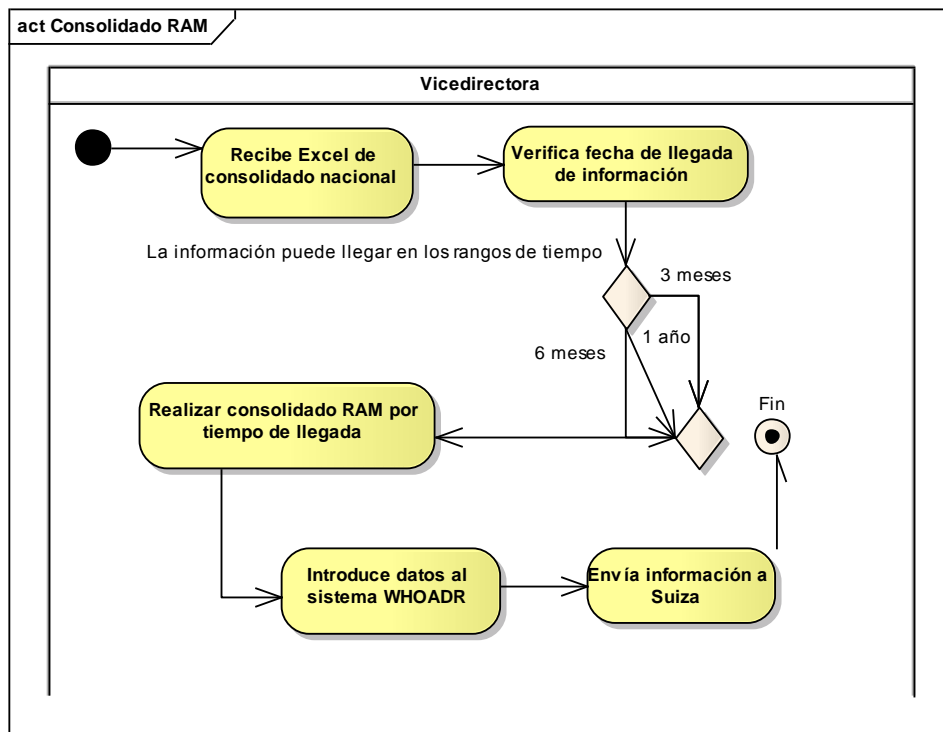 act Consolidado RAM
Vicedirectora
Recibe Excel de
consolidado nacional
Verifica fecha de llegada
de información
La información puede llegar en los rangos de tiempo
3 meses
1 año
6 meses
Realizar consolidado RAM por
tiempo de llegada
Fin
Introduce datos al
sistema WHOADR
Envía información a
Suiza